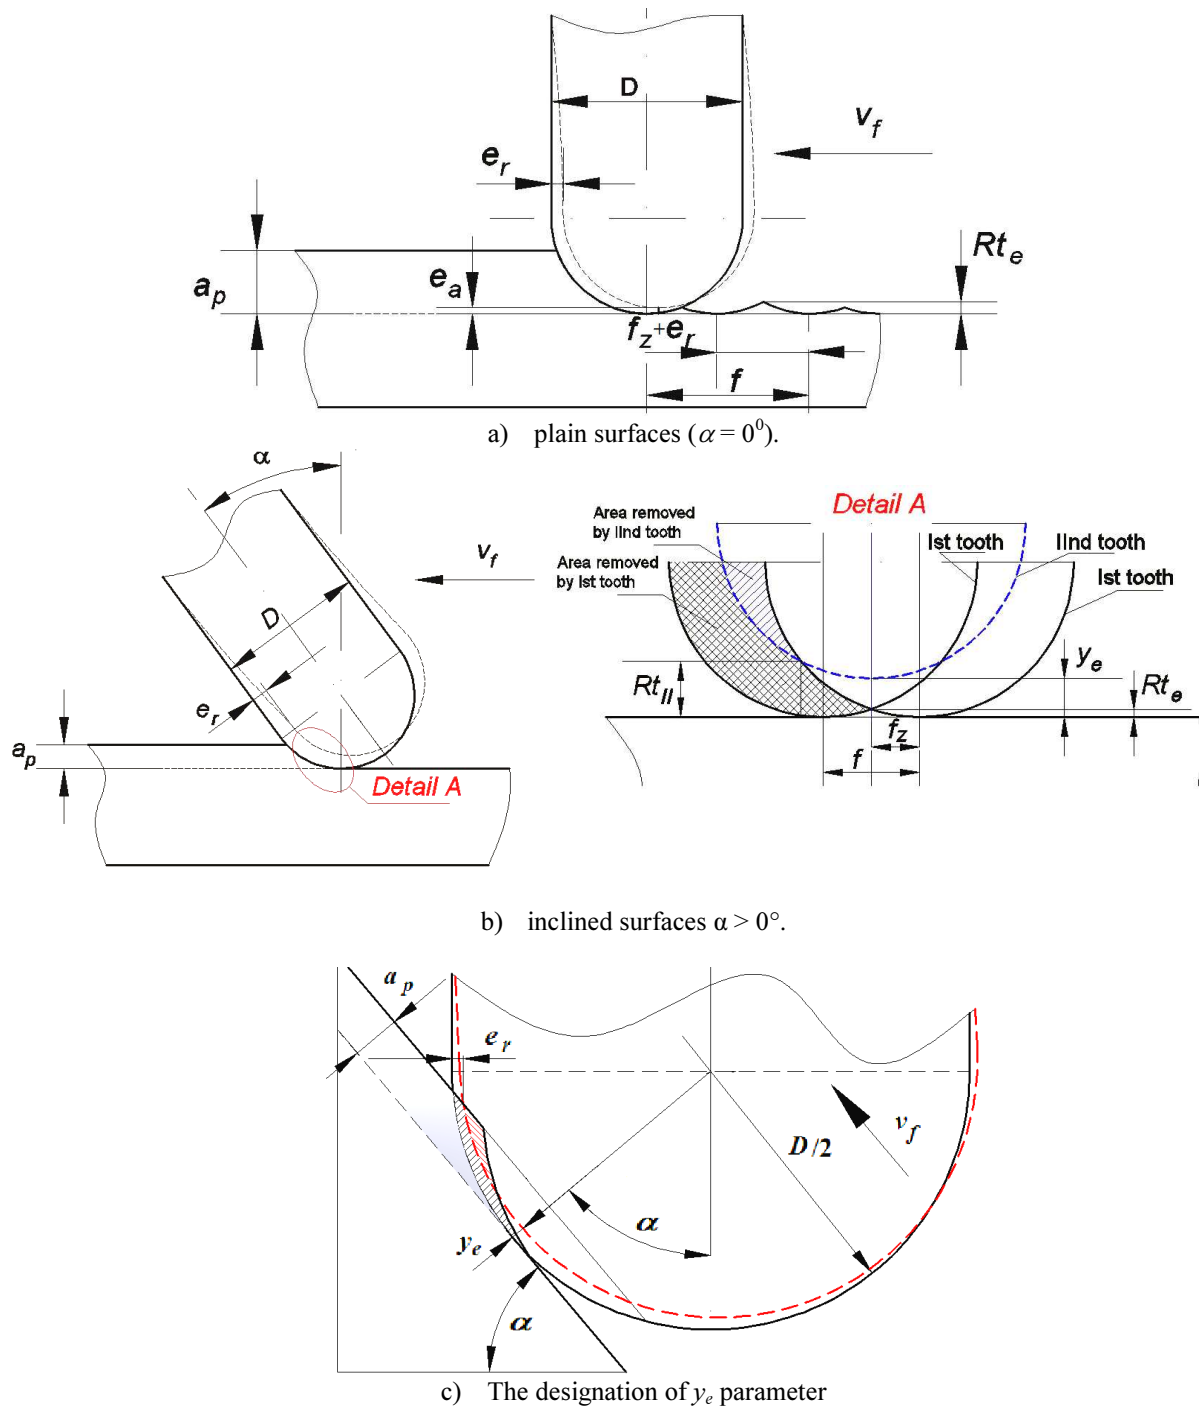 D
v_f
e_r
Rt_e
e_a
a_p
f_z+e_r
f
a) plain surfaces (α = 0⁰).
α
v_f
D
e_r
a_p
Detail A
Detail A
Area removed
by IInd tooth
Area removed
by Ist tooth
Ist tooth
IInd tooth
Ist tooth
y_e
Rt_II
Rt_e
f_z
f
b) inclined surfaces α > 0°.
a_p
e_r
v_f
D/2
α
y_e
α
c) The designation of y_e parameter